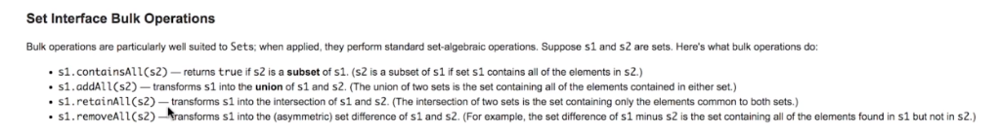 Set Interface Bulk Operations
Bulk operations are particularly well suited to Sets; when applied, they perform standard set-algebraic operations. Suppose s1 and s2 are sets. Here's what bulk operations do:
• s1.containsAll(s2) — returns true if s2 is a subset of s1. (s2 is a subset of s1 if set s1 contains all of the elements in s2.)
• s1.addAll(s2) — transforms s1 into the union of s1 and s2. (The union of two sets is the set containing all of the elements contained in either set.)
• s1.retainAll(s2) — transforms s1 into the intersection of s1 and s2. (The intersection of two sets is the set containing only the elements common to both sets.)
• s1.removeAll(s2) — transforms s1 into the (asymmetric) set difference of s1 and s2. (For example, the set difference of s1 minus s2 is the set containing all of the elements found in s1 but not in s2.)